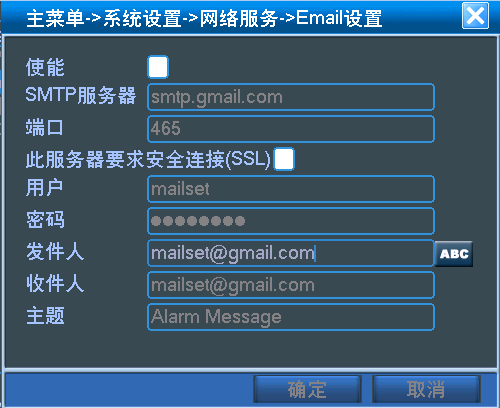 主菜单->系统设置->网络服务->Email设置
使能
SMTP服务器 smtp.gmail.com
端口 465
此服务器要求安全连接(SSL)
用户 mailset
密码 ●●●●●●●●
发件人 mailset@gmail.com ABC
收件人 mailset@gmail.com
主题 Alarm Message
确定 取消